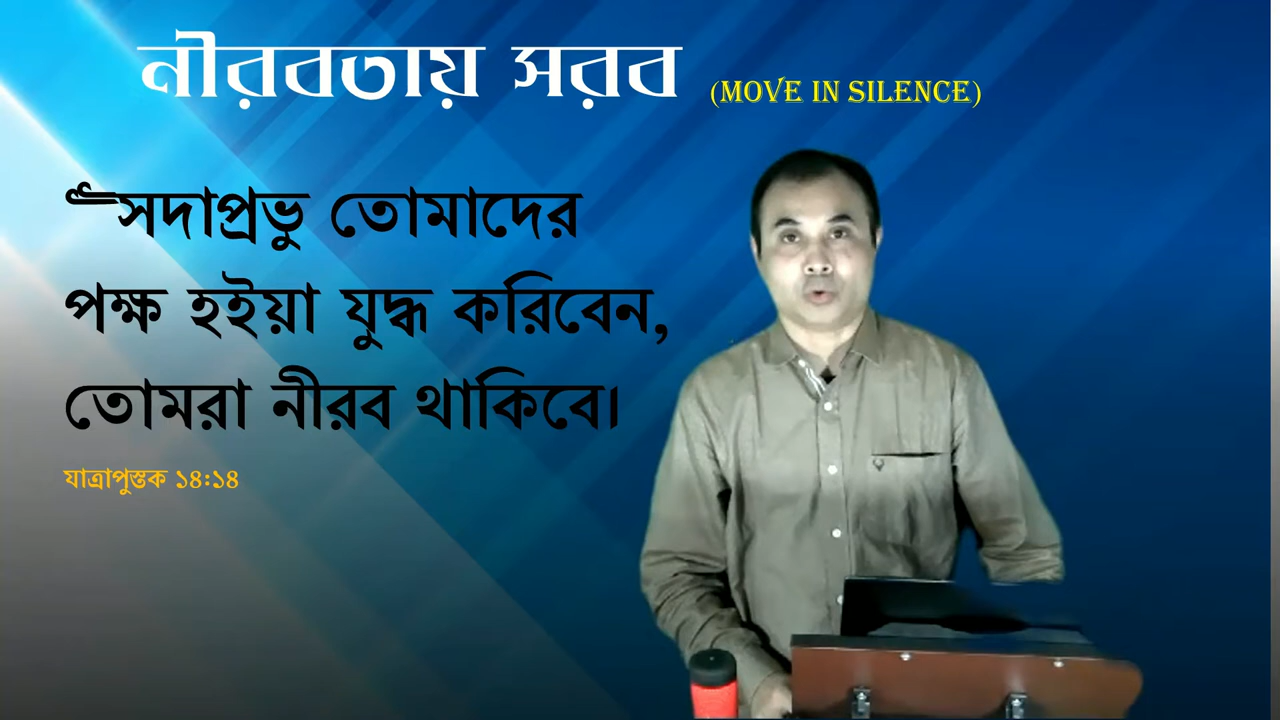 নীরবতায় সরব (MOVE IN SILENCE)
সদাপ্রভু তোমাদের
পক্ষ হইয়া যুদ্ধ করিবেন,
তোমরা নীরব থাকিবে।
যাত্রাপুস্তক ১৪:১৪